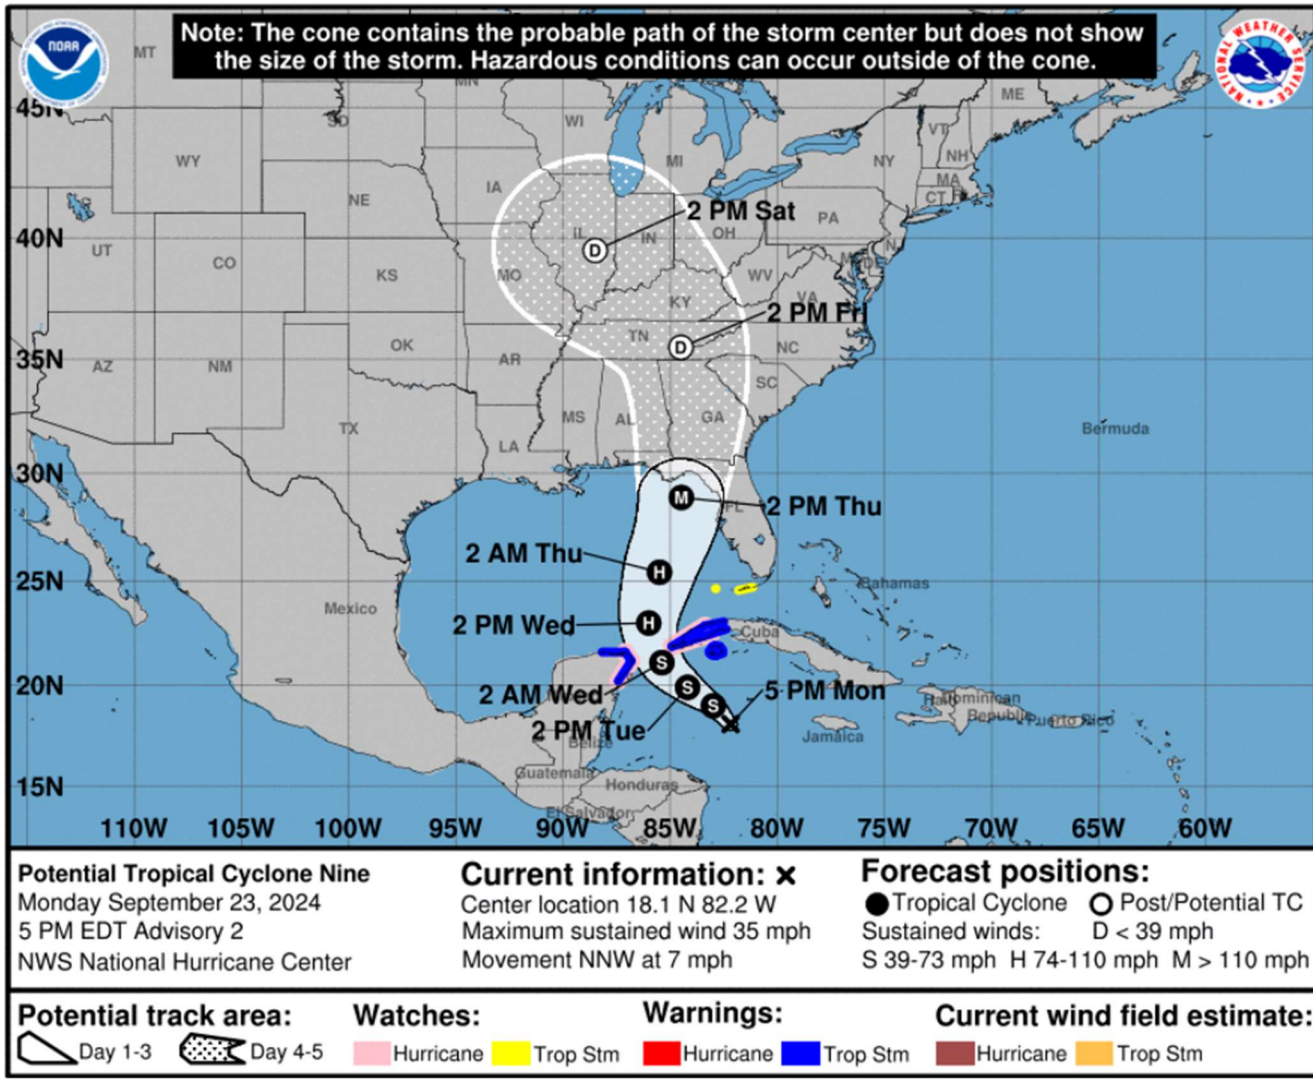 Note: The cone contains the probable path of the storm center but does not show
the size of the storm. Hazardous conditions can occur outside of the cone.
NOAA
NATIONAL WEATHER SERVICE
MT
MN
ME
45N
SD
WI
VT
WY
MI
NY
NH
IA
MA
NE
CT
R
2 PM Sat
PA
IL
IN
OH
N
40N
UT
CO
KS
MO
WV
M
DE
KY
VA
2 PM Fri
TN
OK
NC
35N
AR
AZ
NM
SC
MS
AL
GA
TX
Bermuda
LA
30N
M
FL
2 PM Thu
2 AM Thu
H
25N
Bahamas
Mexico
2 PM Wed
H
Cuba
S
20N
2 AM Wed
S
5 PM Mon
S
Haiti
Dominican
Republic
Puerto Rico
2 PM Tue
Belize
Jamaica
Guatemala
Honduras
15N
El Salvador
D
D
110W 105W 100W 95W 90W 85W 80W 75W 70W 65W 60W
Potential Tropical Cyclone Nine
Monday September 23, 2024
5 PM EDT Advisory 2
NWS National Hurricane Center
Current information: x
Center location 18.1 N 82.2 W
Maximum sustained wind 35 mph
Movement NNW at 7 mph
Forecast positions:
Tropical Cyclone Post/Potential TC
Sustained winds: D < 39 mph
S 39-73 mph H 74-110 mph M > 110 mph
Potential track area:
Day 1-3 Day 4-5
Watches:
Hurricane Trop Stm
Warnings:
Hurricane Trop Stm
Current wind field estimate:
Hurricane Trop Stm